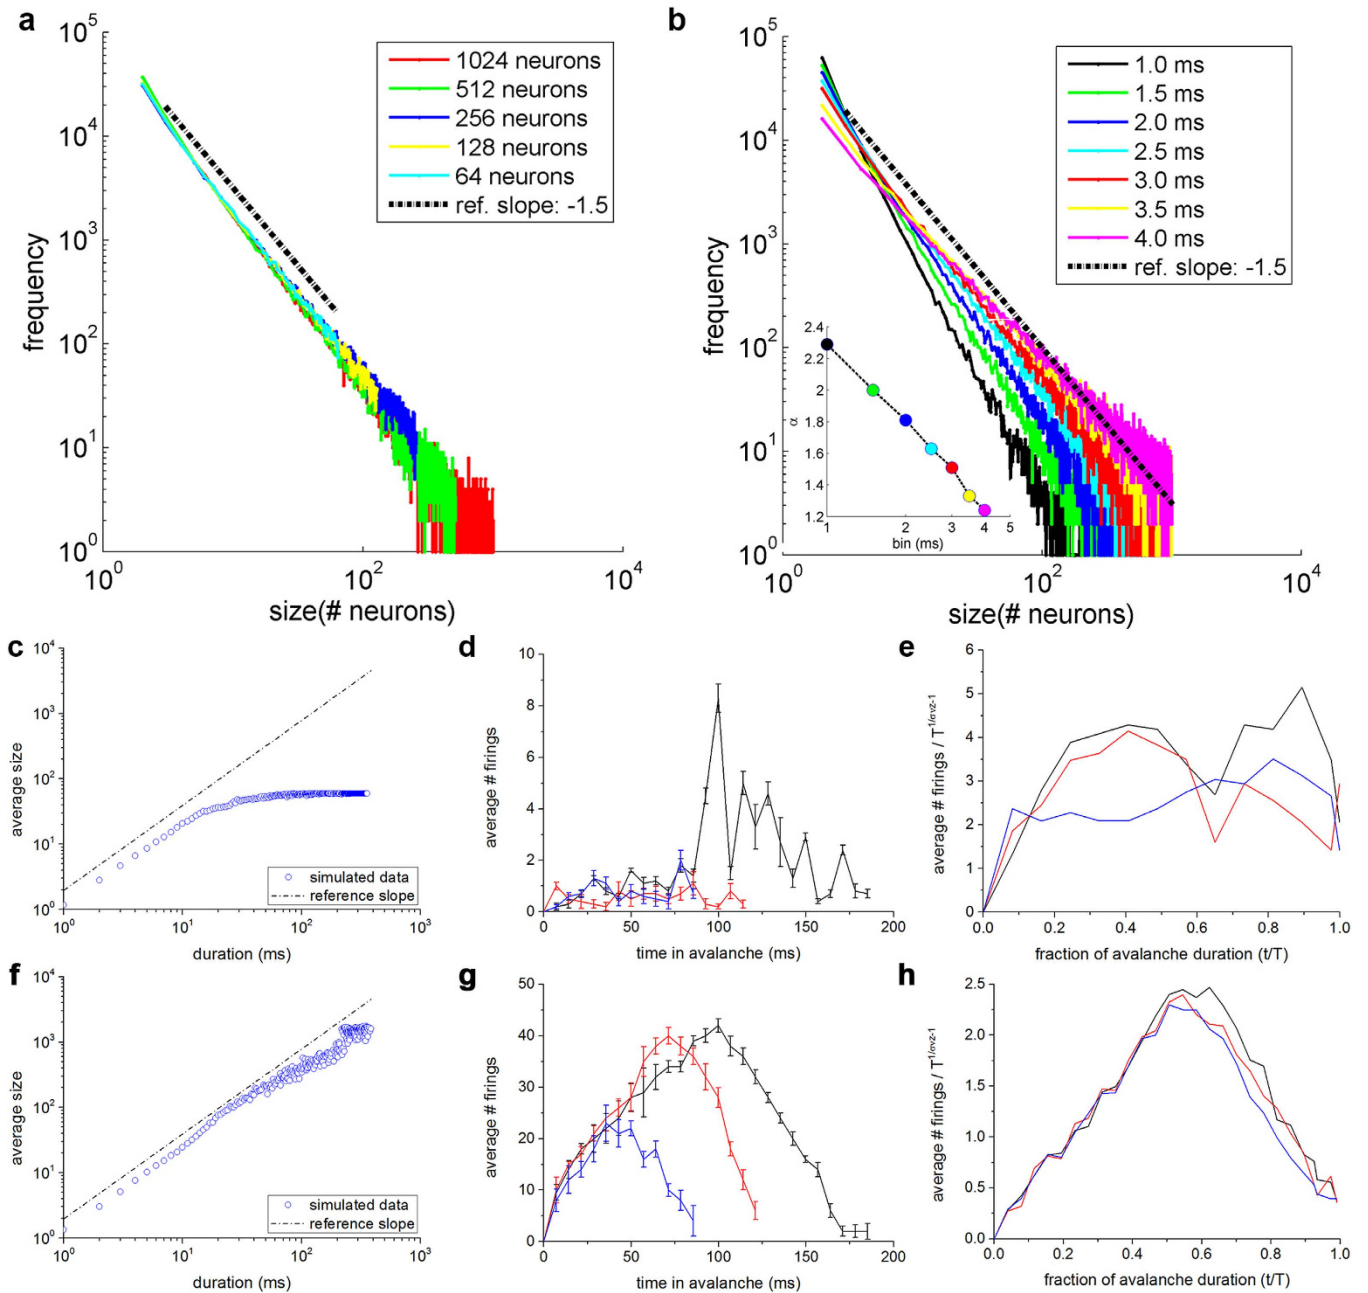 a
10^5
10^4
10^3
10^2
10^1
10^0
frequency
10^0
10^2
10^4
size(# neurons)
1024 neurons
512 neurons
256 neurons
128 neurons
64 neurons
ref. slope: -1.5
b
10^5
10^4
10^3
10^2
10^1
10^0
frequency
10^0
10^2
10^4
size(# neurons)
1.0 ms
1.5 ms
2.0 ms
2.5 ms
3.0 ms
3.5 ms
4.0 ms
ref. slope: -1.5
2.4
2.2
2
1.8
1.6
1.4
1.2
α
1 2 3 4 5
bin (ms)
c
10^4
10^3
10^2
10^1
10^0
average size
10^0 10^1 10^2 10^3
duration (ms)
simulated data
reference slope
d
10
8
6
4
2
0
average # firings
0 50 100 150 200
time in avalanche (ms)
e
6
5
4
3
2
1
0
average # firings / T^1/σνz-1
0.0 0.2 0.4 0.6 0.8 1.0
fraction of avalanche duration (t/T)
f
10^4
10^3
10^2
10^1
10^0
average size
10^0 10^1 10^2 10^3
duration (ms)
simulated data
reference slope
g
50
40
30
20
10
0
average # firings
0 50 100 150 200
time in avalanche (ms)
h
2.5
2.0
1.5
1.0
0.5
0.0
average # firings / T^1/σνz-1
0.0 0.2 0.4 0.6 0.8 1.0
fraction of avalanche duration (t/T)